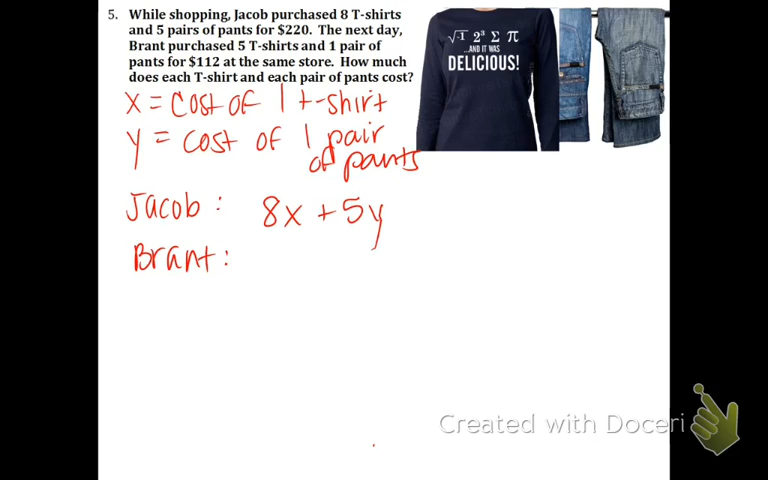 5. While shopping, Jacob purchased 8 T-shirts
and 5 pairs of pants for $220. The next day,
Brant purchased 5 T-shirts and 1 pair of
pants for $112 at the same store. How much
does each T-shirt and each pair of pants cost?
√-1 2³ Σ π
...AND IT WAS
DELICIOUS!
x = cost of 1 t-shirt
y = cost of 1 pair
of pants
Jacob: 8x + 5y
Brant:
Created with Doceri